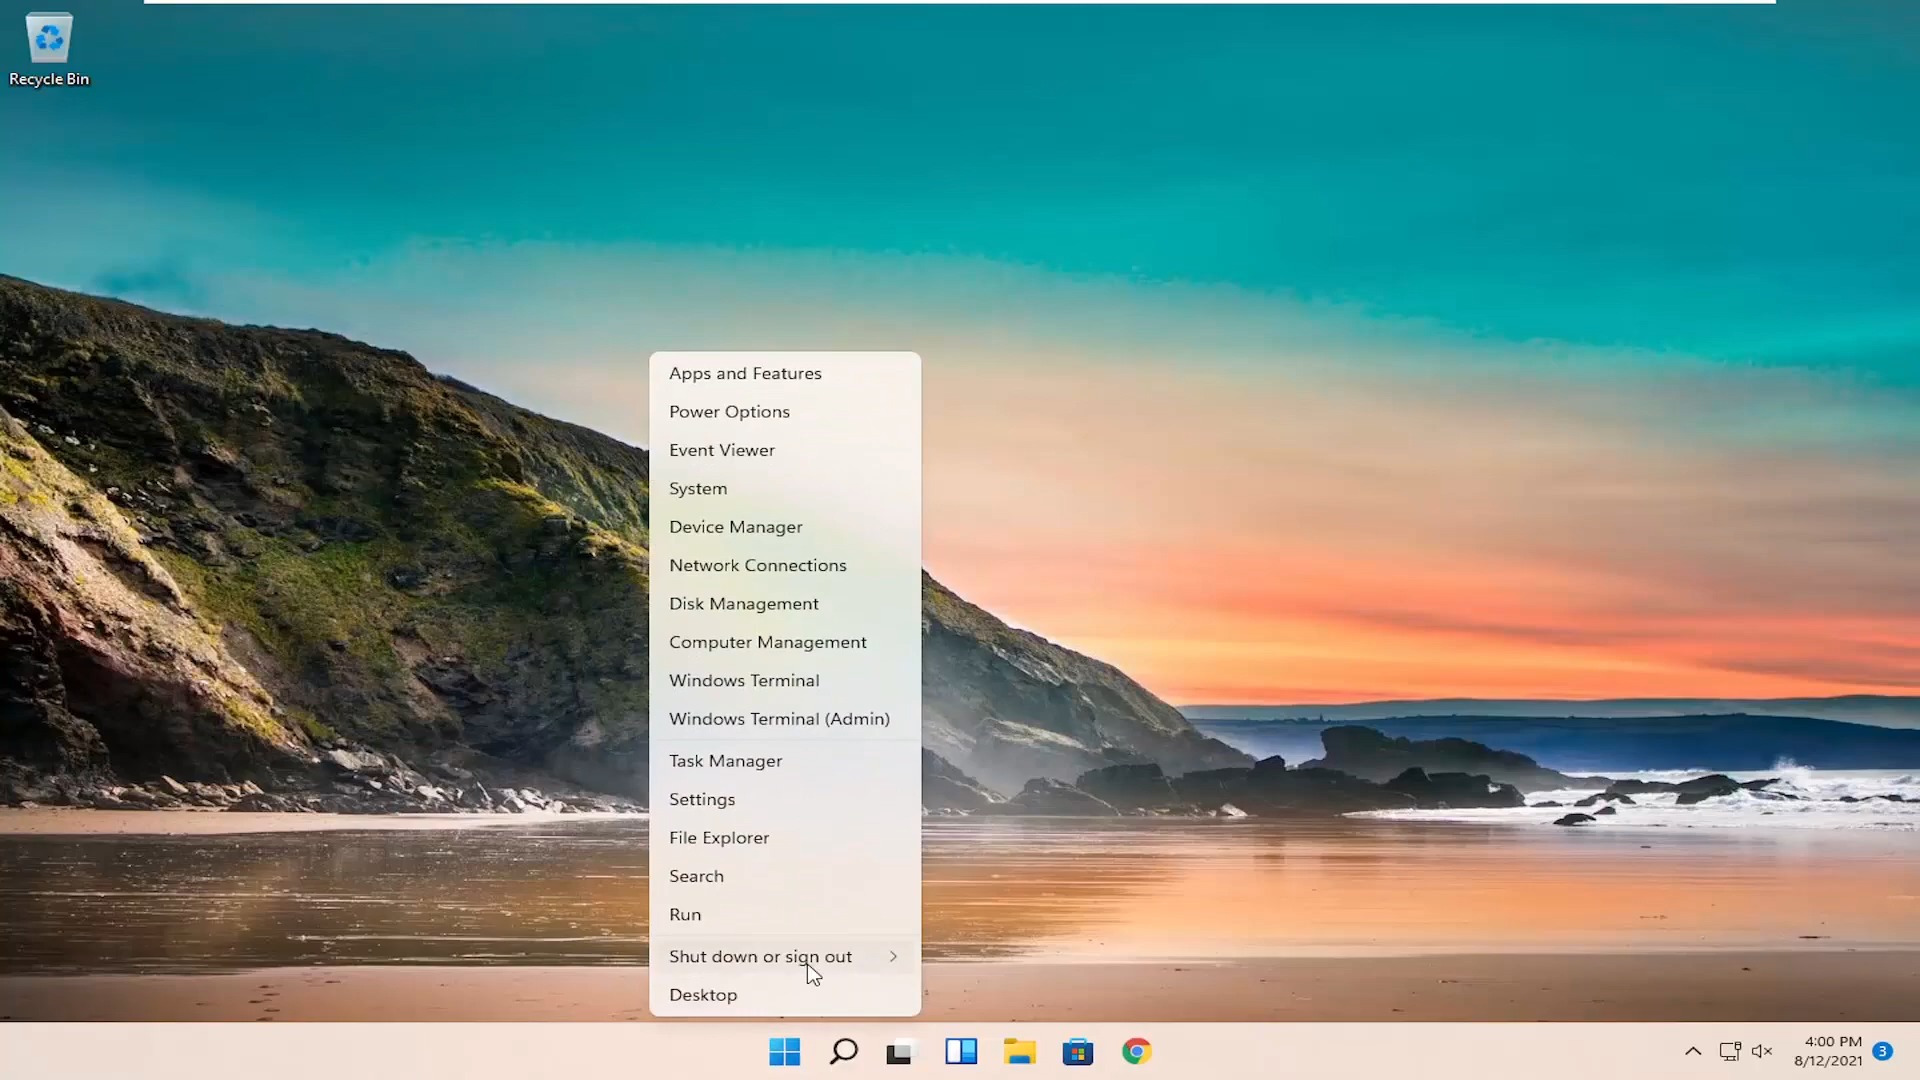 Recycle Bin
Apps and Features
Power Options
Event Viewer
System
Device Manager
Network Connections
Disk Management
Computer Management
Windows Terminal
Windows Terminal (Admin)
Task Manager
Settings
File Explorer
Search
Run
Shut down or sign out
Desktop
4:00 PM
8/12/2021
3